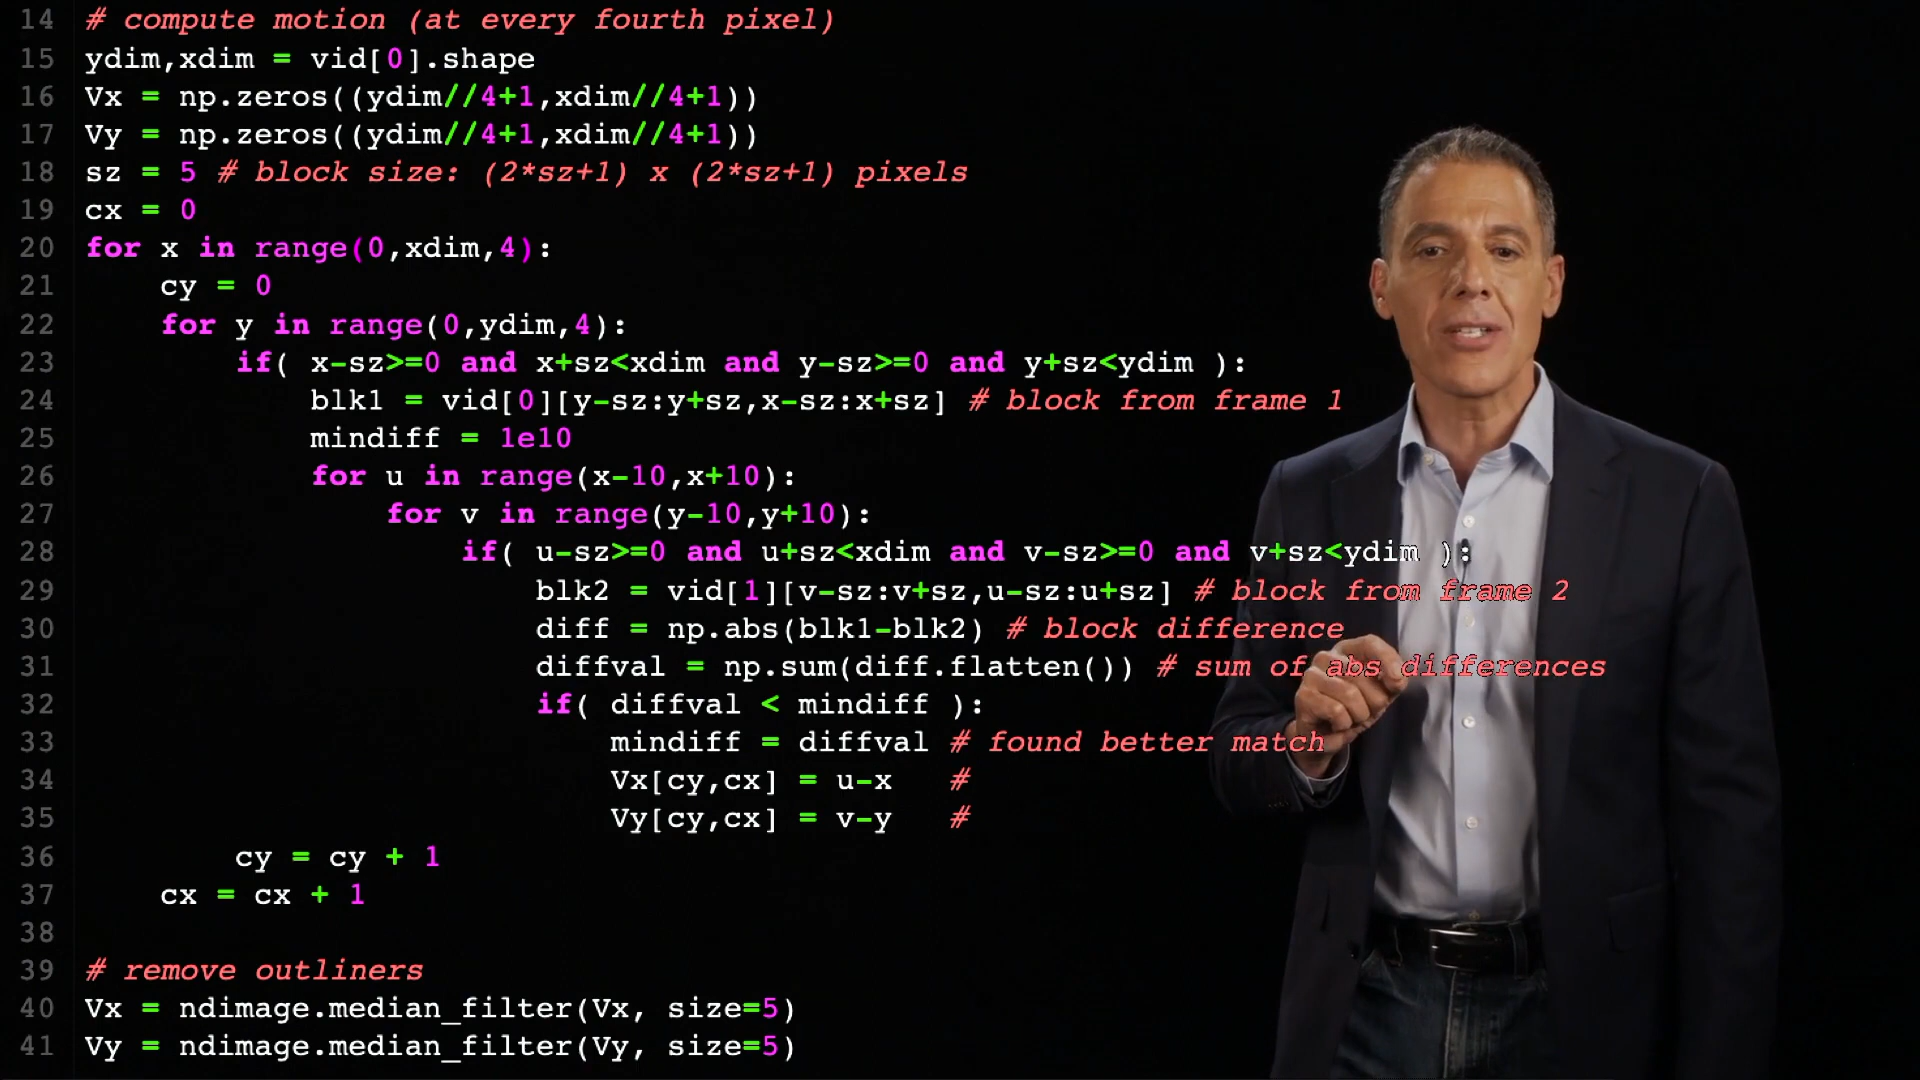 14 # compute motion (at every fourth pixel)
15 ydim,xdim = vid[0].shape
16 Vx = np.zeros((ydim//4+1,xdim//4+1))
17 Vy = np.zeros((ydim//4+1,xdim//4+1))
18 sz = 5 # block size: (2*sz+1) x (2*sz+1) pixels
19 cx = 0
20 for x in range(0,xdim,4):
21     cy = 0
22     for y in range(0,ydim,4):
23         if( x-sz>=0 and x+sz<xdim and y-sz>=0 and y+sz<ydim ):
24             blk1 = vid[0][y-sz:y+sz,x-sz:x+sz] # block from frame 1
25             mindiff = 1e10
26             for u in range(x-10,x+10):
27                 for v in range(y-10,y+10):
28                     if( u-sz>=0 and u+sz<xdim and v-sz>=0 and v+sz<ydim ):
29                         blk2 = vid[1][v-sz:v+sz,u-sz:u+sz] # block from frame 2
30                         diff = np.abs(blk1-blk2) # block difference
31                         diffval = np.sum(diff.flatten()) # sum of abs differences
32                         if( diffval < mindiff ):
33                             mindiff = diffval # found better match
34                             Vx[cy,cx] = u-x   #
35                             Vy[cy,cx] = v-y   #
36         cy = cy + 1
37     cx = cx + 1
38
39 # remove outliners
40 Vx = ndimage.median_filter(Vx, size=5)
41 Vy = ndimage.median_filter(Vy, size=5)